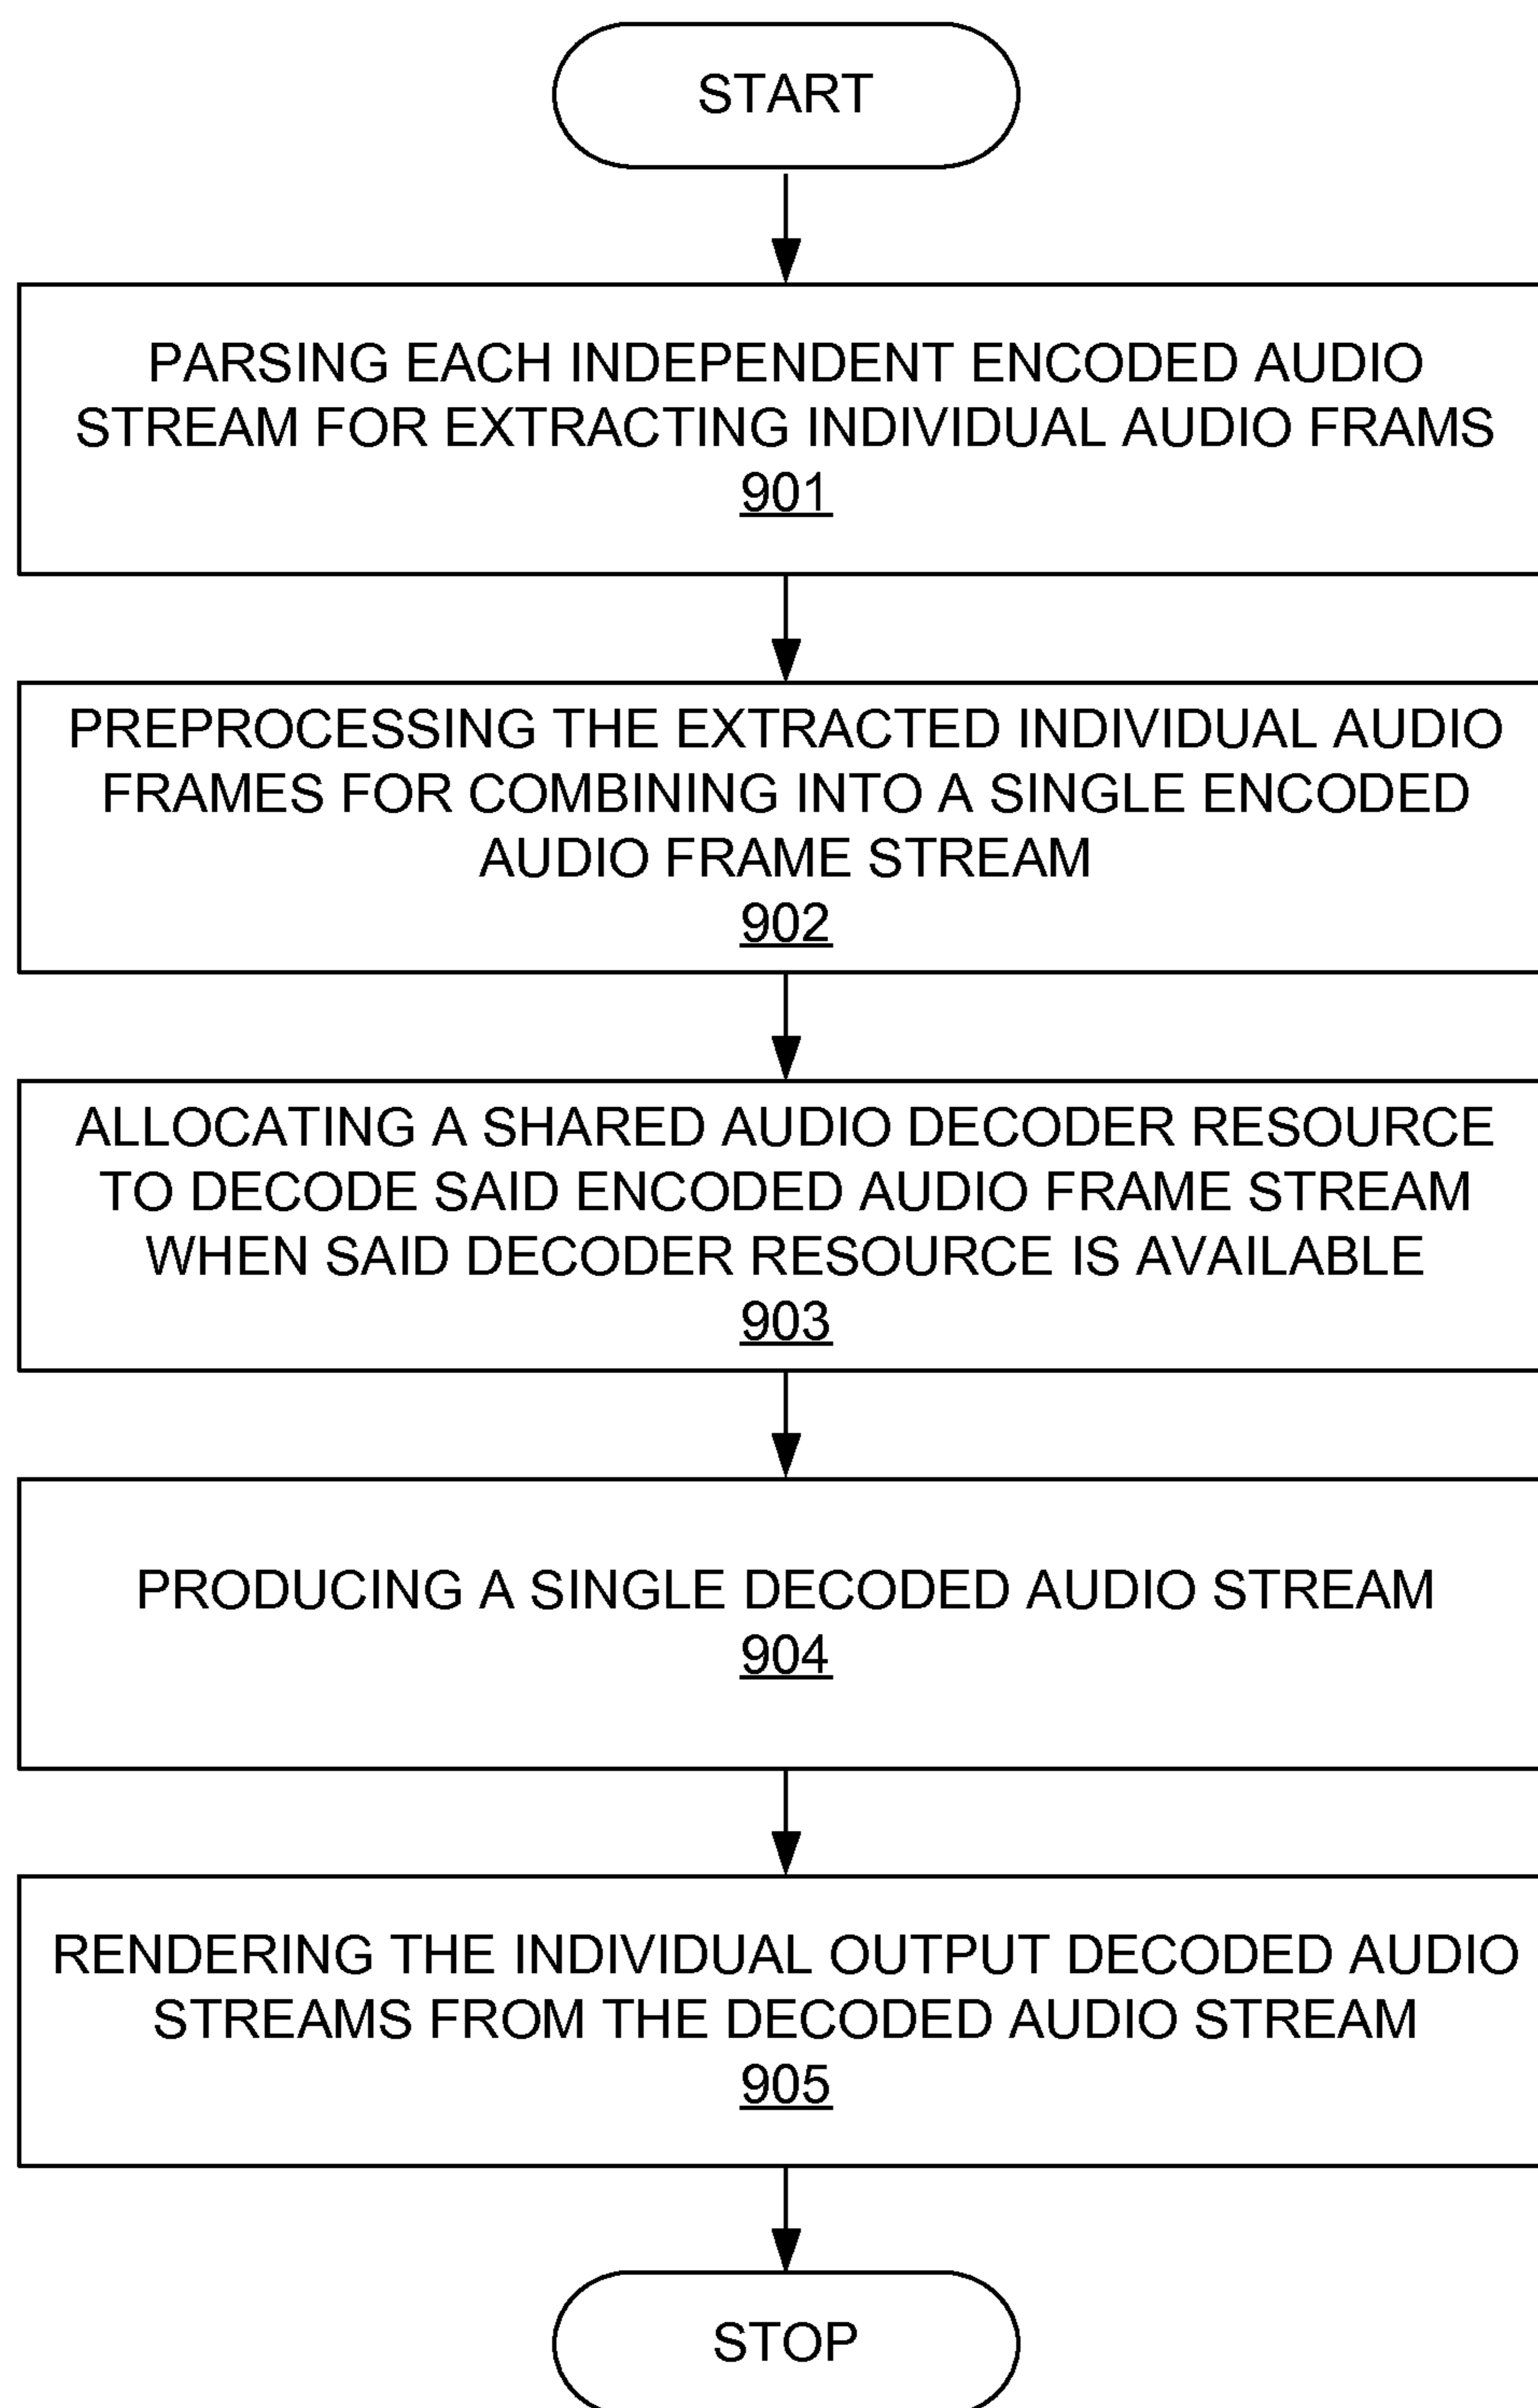 START
PARSING EACH INDEPENDENT ENCODED AUDIO
STREAM FOR EXTRACTING INDIVIDUAL AUDIO FRAMS
901
PREPROCESSING THE EXTRACTED INDIVIDUAL AUDIO
FRAMES FOR COMBINING INTO A SINGLE ENCODED
AUDIO FRAME STREAM
902
ALLOCATING A SHARED AUDIO DECODER RESOURCE
TO DECODE SAID ENCODED AUDIO FRAME STREAM
WHEN SAID DECODER RESOURCE IS AVAILABLE
903
PRODUCING A SINGLE DECODED AUDIO STREAM
904
RENDERING THE INDIVIDUAL OUTPUT DECODED AUDIO
STREAMS FROM THE DECODED AUDIO STREAM
905
STOP